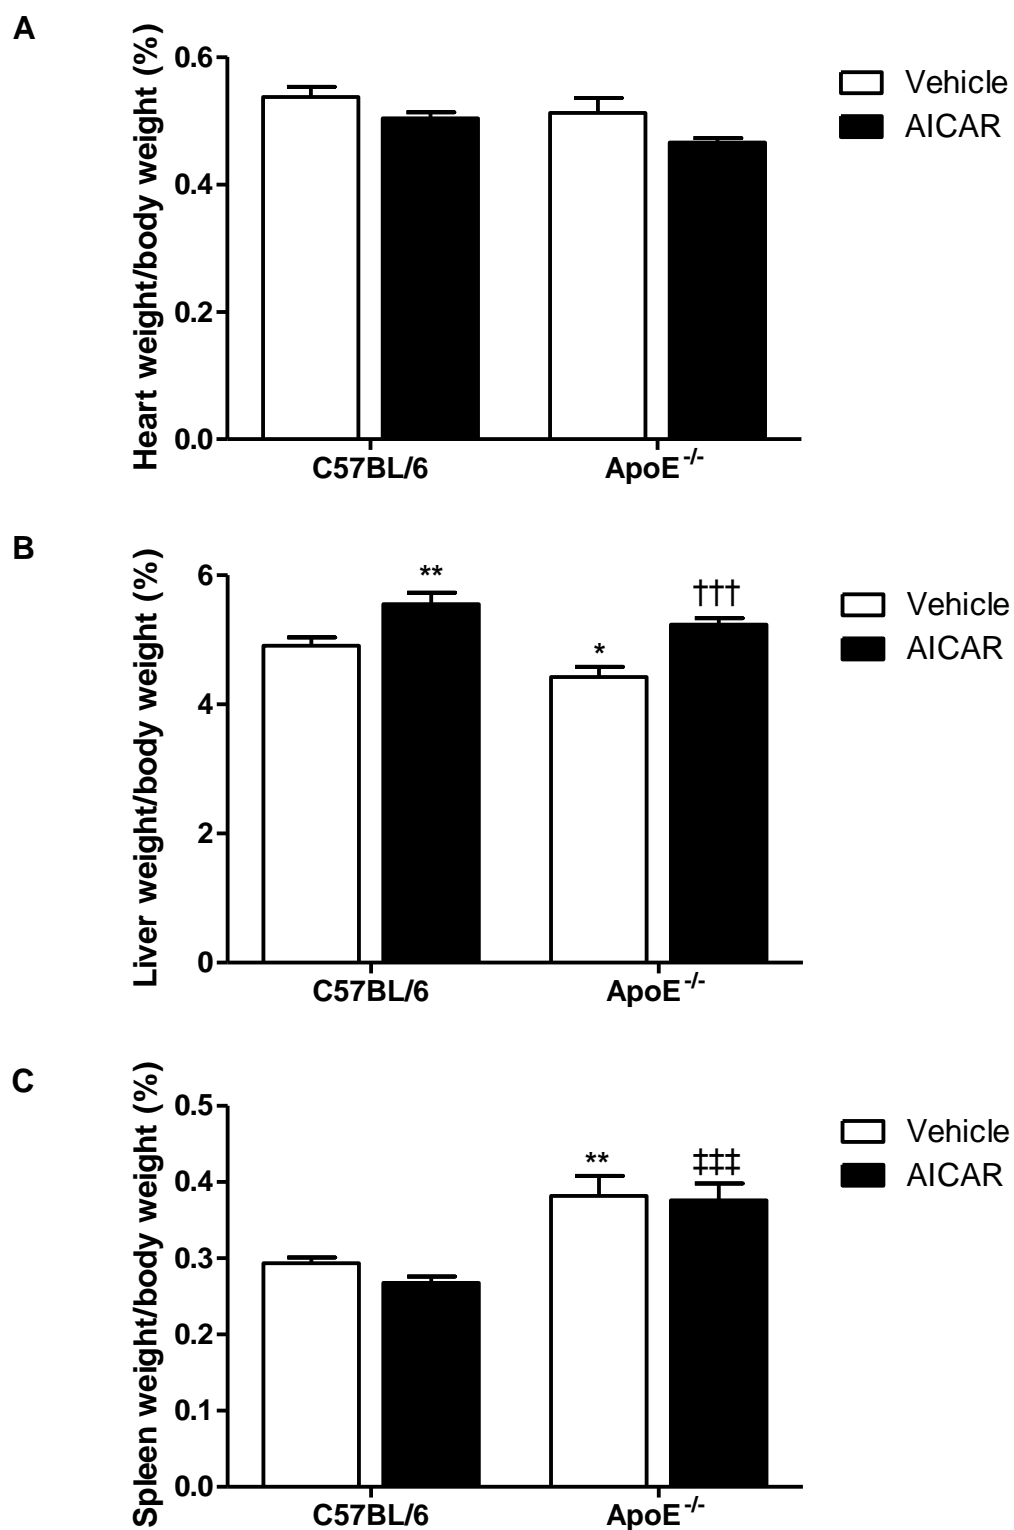 A
Heart weight/body weight (%)
0.6
0.4
0.2
0.0
C57BL/6
ApoE-/-
Vehicle
AICAR
B
Liver weight/body weight (%)
6
4
2
0
**
*
†††
C57BL/6
ApoE-/-
Vehicle
AICAR
C
Spleen weight/body weight (%)
0.5
0.4
0.3
0.2
0.1
0.0
**
‡‡‡
C57BL/6
ApoE-/-
Vehicle
AICAR